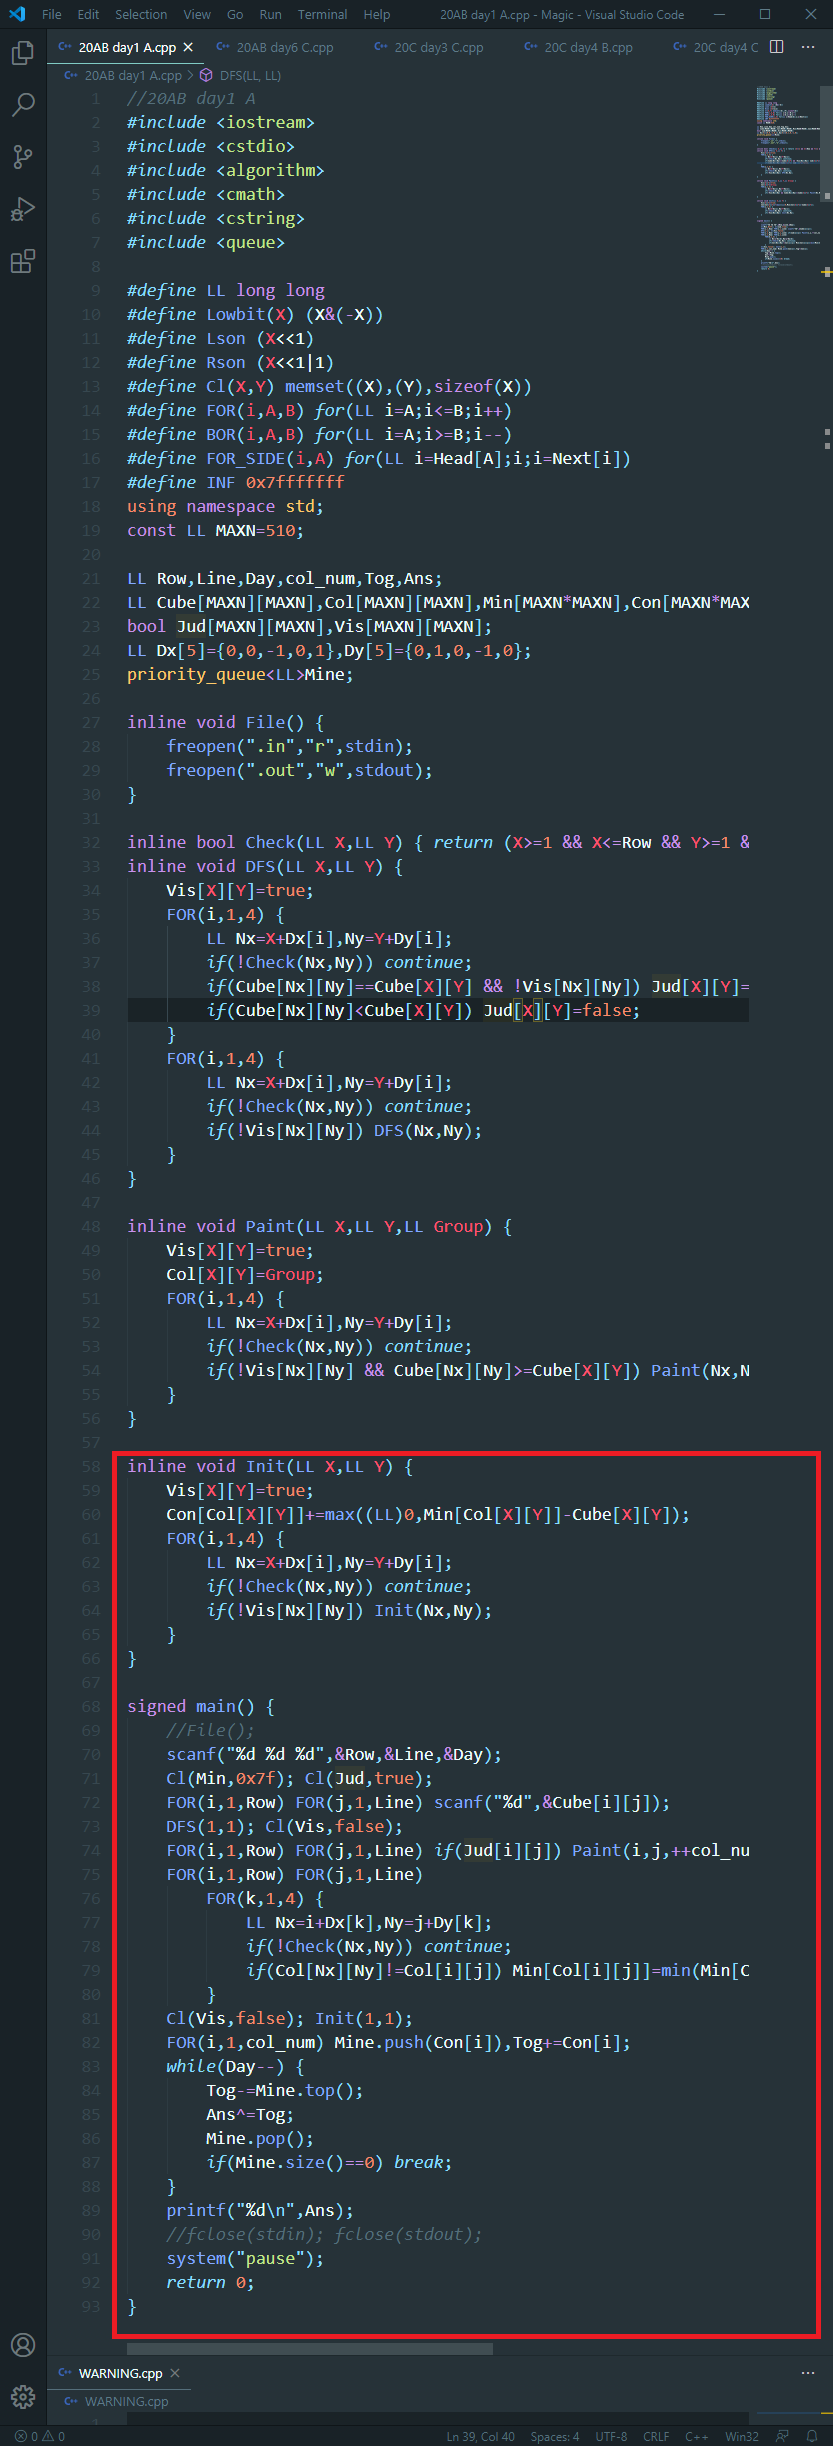 File Edit Selection View Go Run Terminal Help 20AB day1 A.cpp - Magic - Visual Studio Code
20AB day1 A.cpp 20AB day6 C.cpp 20C day3 C.cpp 20C day4 B.cpp 20C day4 C
20AB day1 A.cpp > DFS(LL, LL)
1 //20AB day1 A
2 #include <iostream>
3 #include <cstdio>
4 #include <algorithm>
5 #include <cmath>
6 #include <cstring>
7 #include <queue>
8
9 #define LL long long
10 #define Lowbit(X) (X&(-X))
11 #define Lson (X<<1)
12 #define Rson (X<<1|1)
13 #define Cl(X,Y) memset((X),(Y),sizeof(X))
14 #define FOR(i,A,B) for(LL i=A;i<=B;i++)
15 #define BOR(i,A,B) for(LL i=A;i>=B;i--)
16 #define FOR_SIDE(i,A) for(LL i=Head[A];i;i=Next[i])
17 #define INF 0x7fffffff
18 using namespace std;
19 const LL MAXN=510;
20
21 LL Row,Line,Day,col_num,Tog,Ans;
22 LL Cube[MAXN][MAXN],Col[MAXN][MAXN],Min[MAXN*MAXN],Con[MAXN*MAX
23 bool Jud[MAXN][MAXN],Vis[MAXN][MAXN];
24 LL Dx[5]={0,0,-1,0,1},Dy[5]={0,1,0,-1,0};
25 priority_queue<LL>Mine;
26
27 inline void File() {
28 freopen(".in","r",stdin);
29 freopen(".out","w",stdout);
30 }
31
32 inline bool Check(LL X,LL Y) { return (X>=1 && X<=Row && Y>=1 &
33 inline void DFS(LL X,LL Y) {
34 Vis[X][Y]=true;
35 FOR(i,1,4) {
36 LL Nx=X+Dx[i],Ny=Y+Dy[i];
37 if(!Check(Nx,Ny)) continue;
38 if(Cube[Nx][Ny]==Cube[X][Y] && !Vis[Nx][Ny]) Jud[X][Y]=
39 if(Cube[Nx][Ny]<Cube[X][Y]) Jud[X][Y]=false;
40 }
41 FOR(i,1,4) {
42 LL Nx=X+Dx[i],Ny=Y+Dy[i];
43 if(!Check(Nx,Ny)) continue;
44 if(!Vis[Nx][Ny]) DFS(Nx,Ny);
45 }
46 }
47
48 inline void Paint(LL X,LL Y,LL Group) {
49 Vis[X][Y]=true;
50 Col[X][Y]=Group;
51 FOR(i,1,4) {
52 LL Nx=X+Dx[i],Ny=Y+Dy[i];
53 if(!Check(Nx,Ny)) continue;
54 if(!Vis[Nx][Ny] && Cube[Nx][Ny]>=Cube[X][Y]) Paint(Nx,N
55 }
56 }
57
58 inline void Init(LL X,LL Y) {
59 Vis[X][Y]=true;
60 Con[Col[X][Y]]+=max((LL)0,Min[Col[X][Y]]-Cube[X][Y]);
61 FOR(i,1,4) {
62 LL Nx=X+Dx[i],Ny=Y+Dy[i];
63 if(!Check(Nx,Ny)) continue;
64 if(!Vis[Nx][Ny]) Init(Nx,Ny);
65 }
66 }
67
68 signed main() {
69 //File();
70 scanf("%d %d %d",&Row,&Line,&Day);
71 Cl(Min,0x7f); Cl(Jud,true);
72 FOR(i,1,Row) FOR(j,1,Line) scanf("%d",&Cube[i][j]);
73 DFS(1,1); Cl(Vis,false);
74 FOR(i,1,Row) FOR(j,1,Line) if(Jud[i][j]) Paint(i,j,++col_nu
75 FOR(i,1,Row) FOR(j,1,Line)
76 FOR(k,1,4) {
77 LL Nx=i+Dx[k],Ny=j+Dy[k];
78 if(!Check(Nx,Ny)) continue;
79 if(Col[Nx][Ny]!=Col[i][j]) Min[Col[i][j]]=min(Min[C
80 }
81 Cl(Vis,false); Init(1,1);
82 FOR(i,1,col_num) Mine.push(Con[i]),Tog+=Con[i];
83 while(Day--) {
84 Tog-=Mine.top();
85 Ans^=Tog;
86 Mine.pop();
87 if(Mine.size()==0) break;
88 }
89 printf("%d\n",Ans);
90 //fclose(stdin); fclose(stdout);
91 system("pause");
92 return 0;
93 }
WARNING.cpp
WARNING.cpp
1
0 0 Ln 39, Col 40 Spaces: 4 UTF-8 CRLF C++ Win32